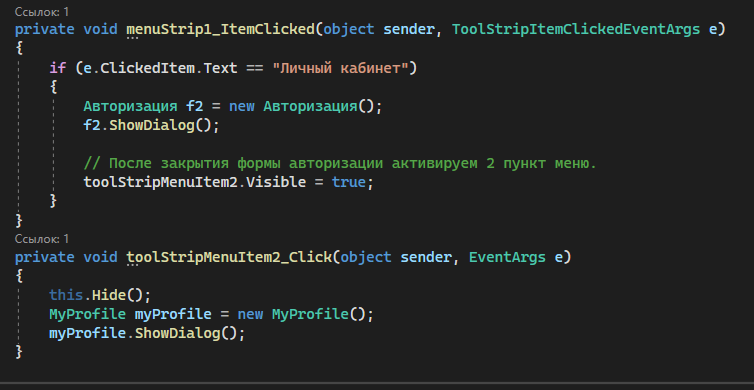 Ссылок: 1
private void menuStrip1_ItemClicked(object sender, ToolStripItemClickedEventArgs e)
{
    if (e.ClickedItem.Text == "Личный кабинет")
    {
        Авторизация f2 = new Авторизация();
        f2.ShowDialog();

        // После закрытия формы авторизации активируем 2 пункт меню.
        toolStripMenuItem2.Visible = true;
    }
}
Ссылок: 1
private void toolStripMenuItem2_Click(object sender, EventArgs e)
{
    this.Hide();
    MyProfile myProfile = new MyProfile();
    myProfile.ShowDialog();
}